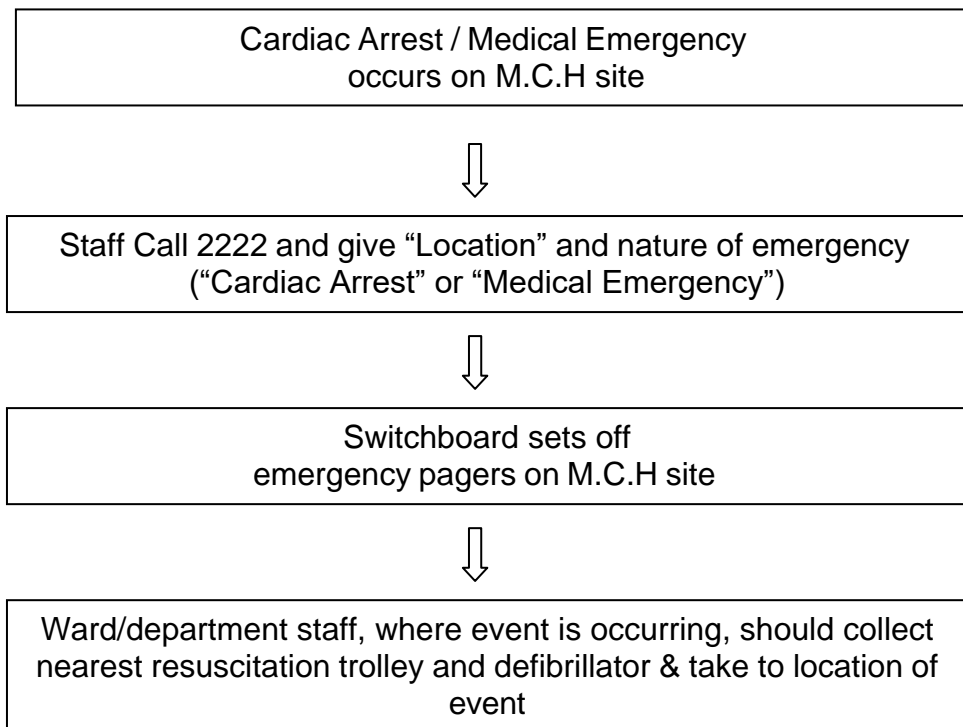 Cardiac Arrest / Medical Emergency
occurs on M.C.H site
Staff Call 2222 and give “Location” and nature of emergency
(“Cardiac Arrest” or “Medical Emergency”)
Switchboard sets off
emergency pagers on M.C.H site
Ward/department staff, where event is occurring, should collect
nearest resuscitation trolley and defibrillator & take to location of
event